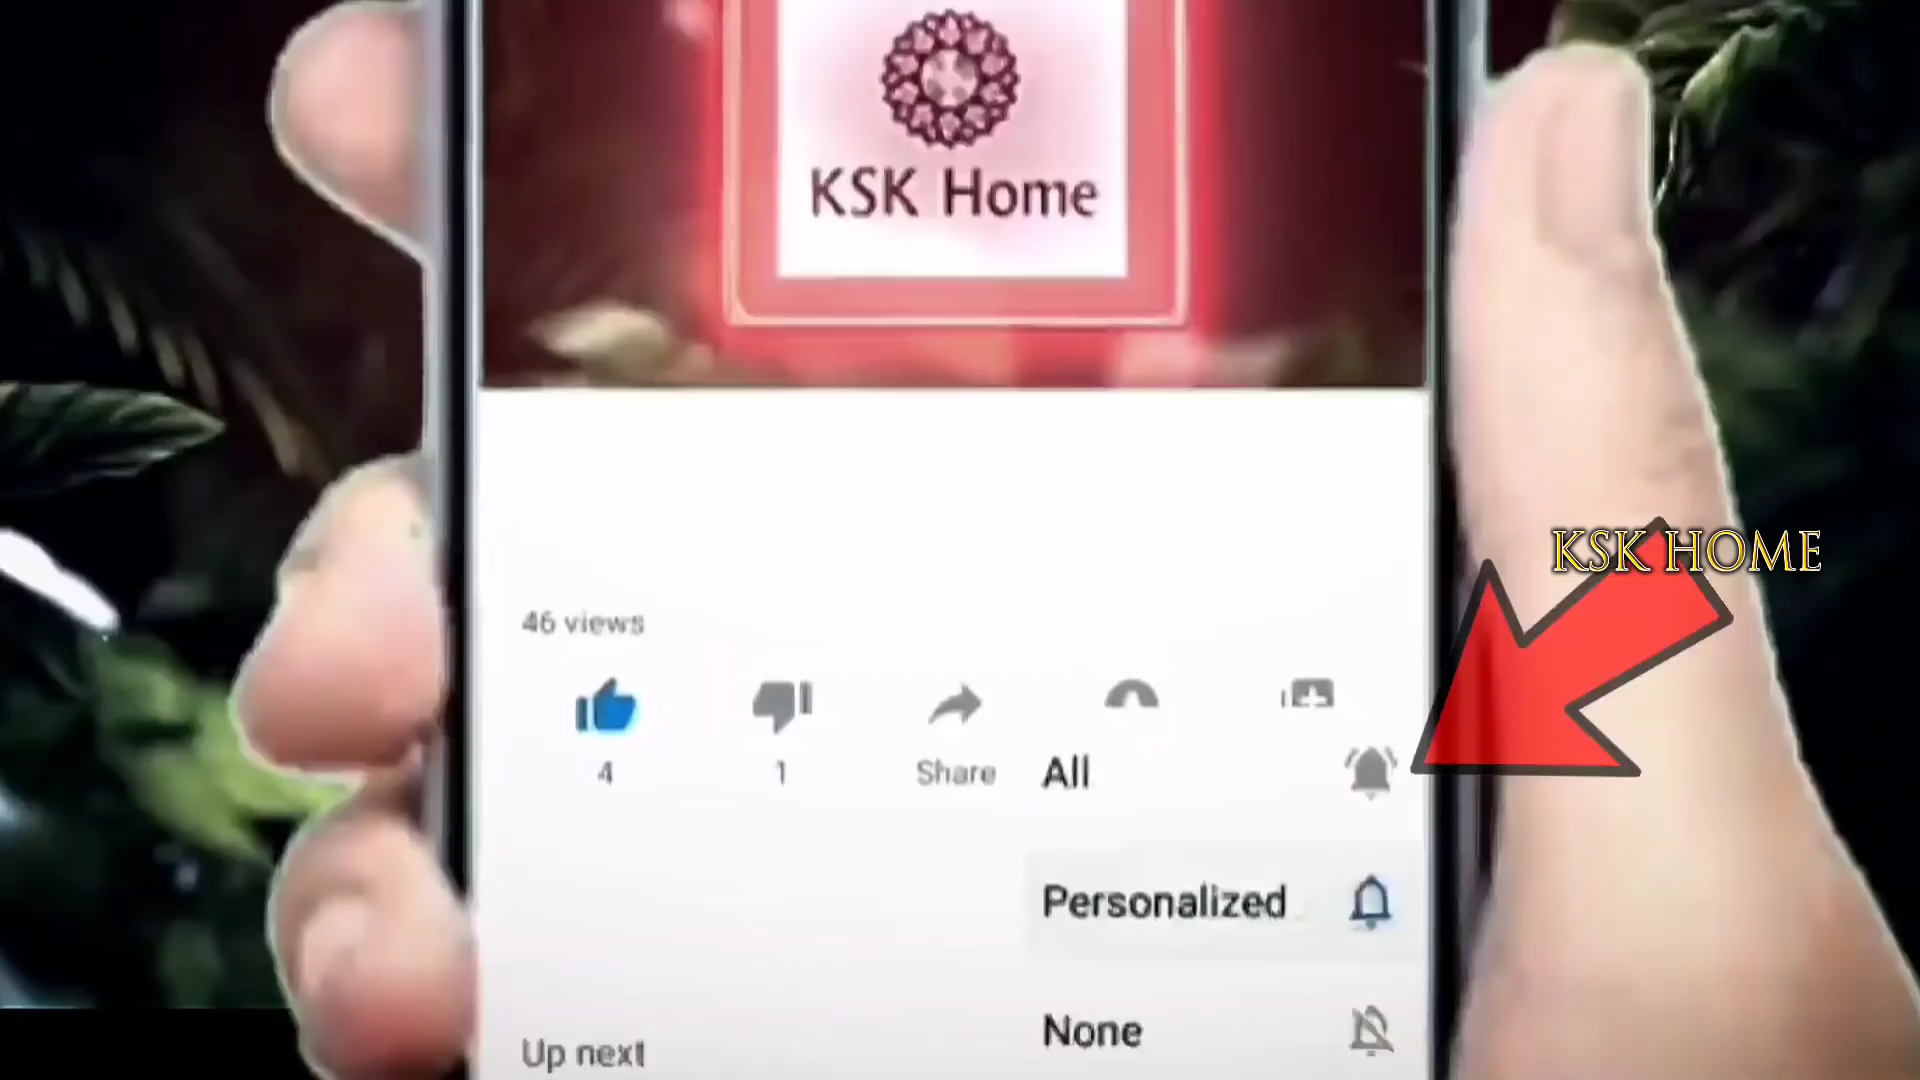 KSK Home
KSK HOME
46 views
4
1
Share
All
Personalized
None
Up next